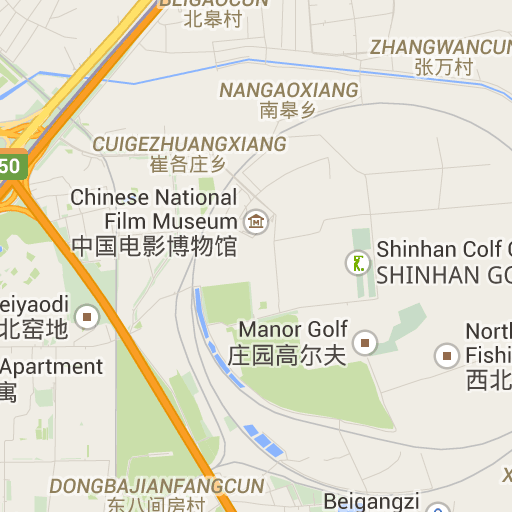 BEIGAOCUN
北皋村
ZHANGWANCUN
张万村
NANGAOXIANG
南皋乡
CUIGEZHUANGXIANG
崔各庄乡
50
Chinese National
Film Museum
中国电影博物馆
Shinhan Colf C
SHINHAN GO
eiyaodi
北窑地
Manor Golf
庄园高尔夫
North
Fishi
西北
Apartment
寓
DONGBAJIANFANGCUN
东八间房村
X
Beigangzi